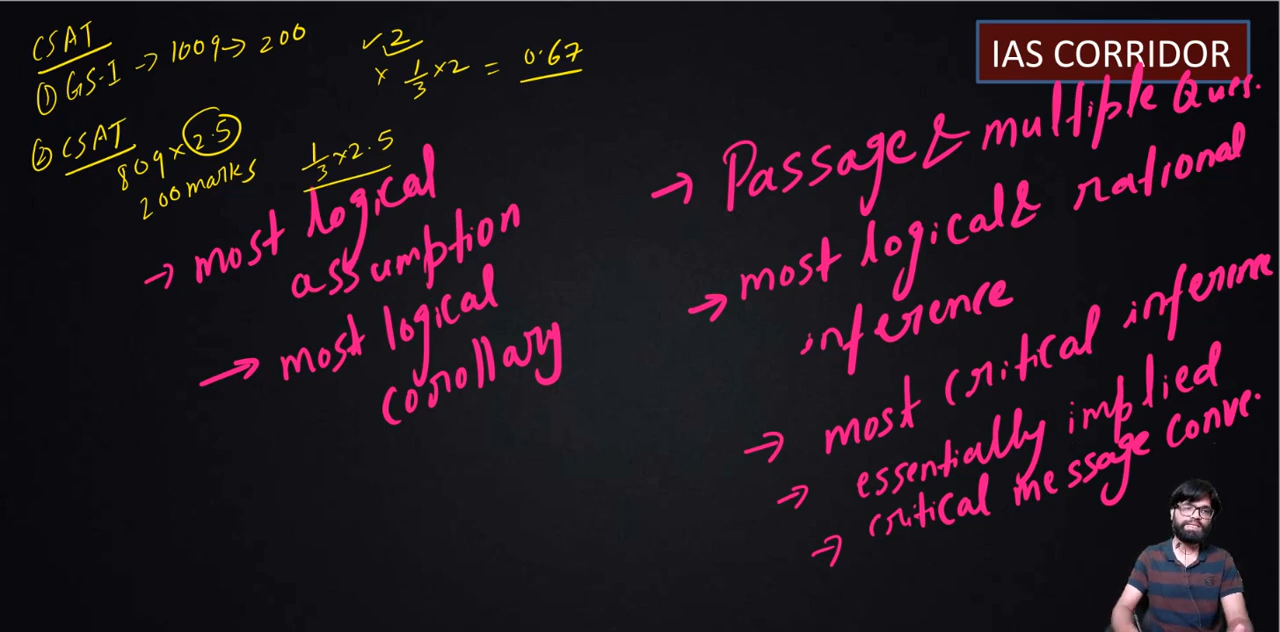 CSAT
① GS-I → 100q → 200
✓ 2
× 1/3 × 2 = 0.67
② CSAT
80q × 2.5
200 marks
1/3 × 2.5
→ most logical
assumption
→ most logical
corollary
IAS CORRIDOR
→ Passage & multiple Ques.
→ most logical & rational
inference
→ most critical inference
→ essentially implied
→ critical message conve.